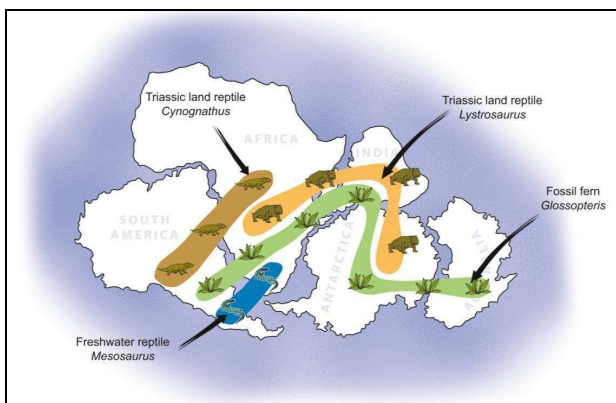 Triassic land reptile
Cynognathus
Triassic land reptile
Lystrosaurus
AFRICA
INDIA
Fossil fern
Glossopteris
SOUTH
AMERICA
ANTARCTICA
Freshwater reptile
Mesosaurus